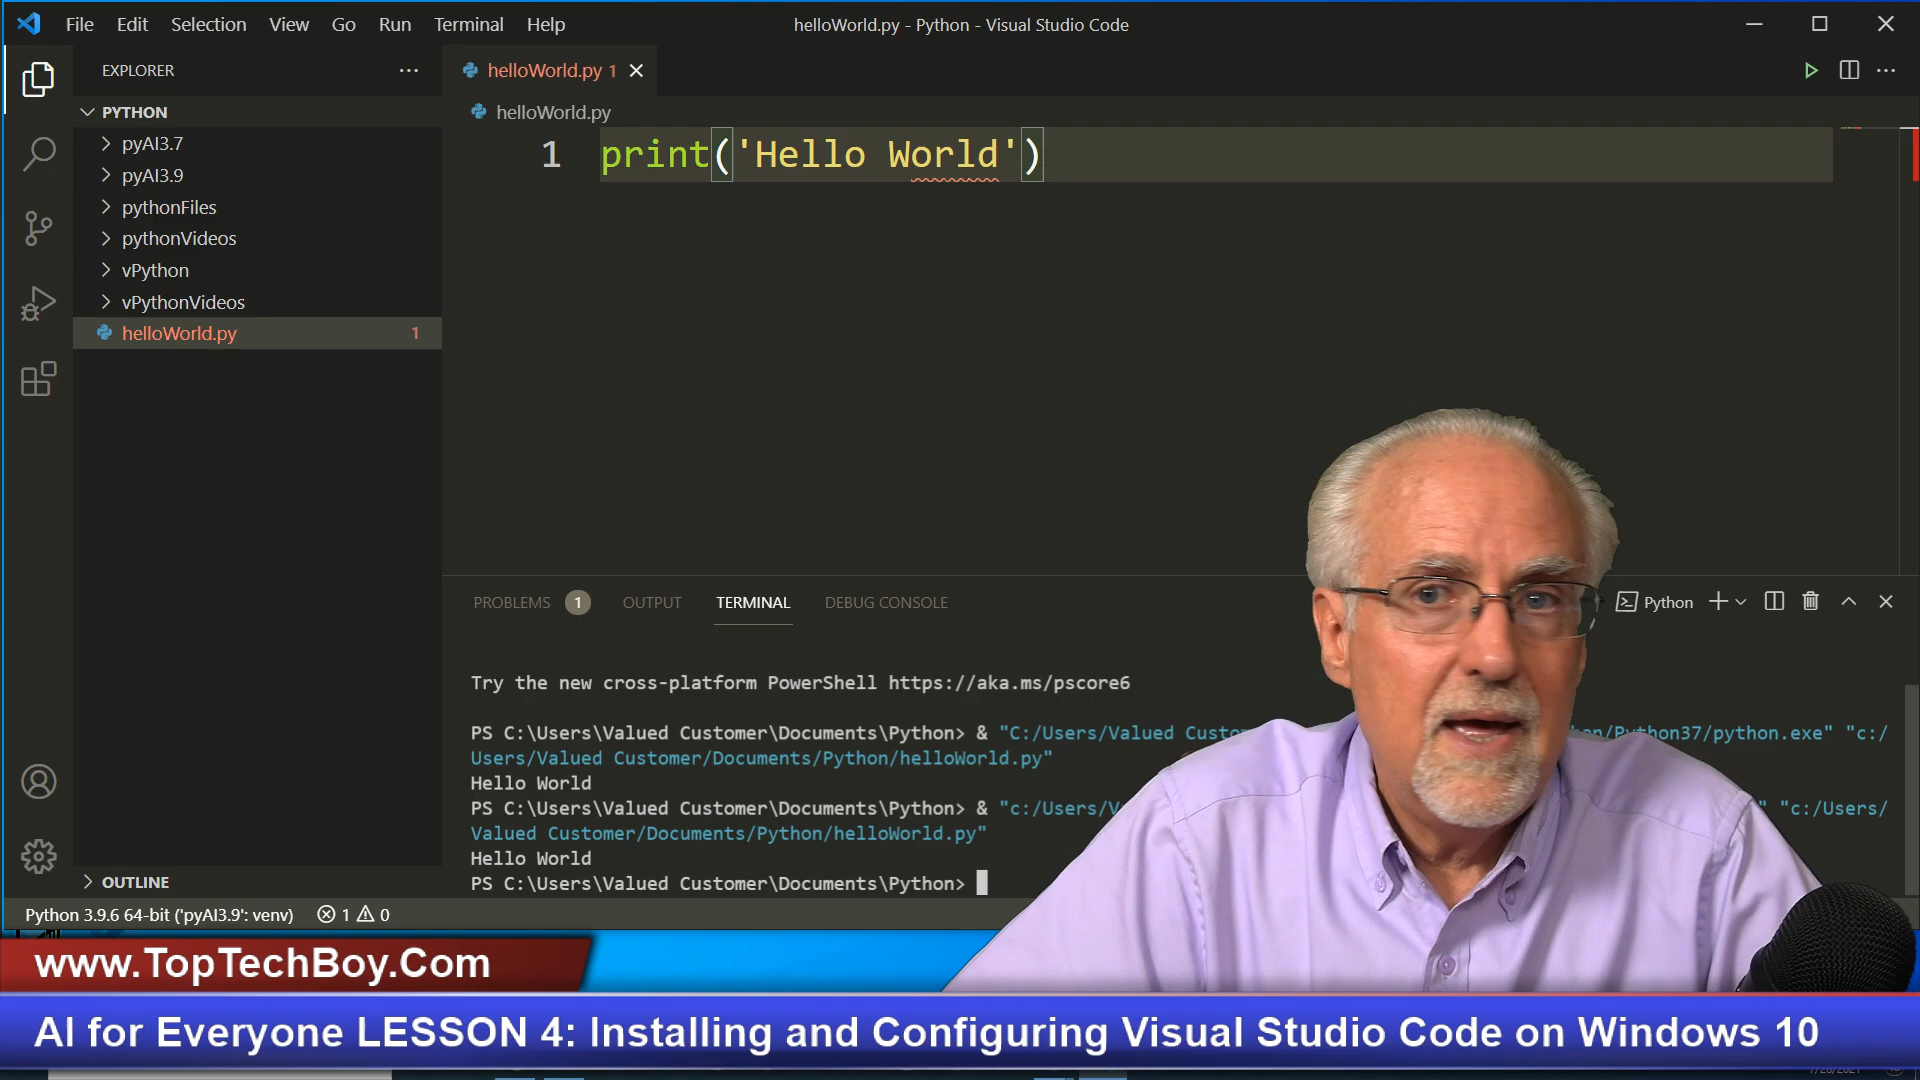 File Edit Selection View Go Run Terminal Help
helloWorld.py - Python - Visual Studio Code
EXPLORER
helloWorld.py 1
PYTHON
helloWorld.py
pyAI3.7
1 print('Hello World')
pyAI3.9
pythonFiles
pythonVideos
vPython
vPythonVideos
helloWorld.py 1
PROBLEMS 1 OUTPUT TERMINAL DEBUG CONSOLE
Python
Try the new cross-platform PowerShell https://aka.ms/pscore6
PS C:\Users\Valued Customer\Documents\Python> & "C:/Users/Valued /Python37/python.exe" "c:/
Users/Valued Customer/Documents/Python/helloWorld.py"
Hello World
PS C:\Users\Valued Customer\Documents\Python> & "c:/Users/ " "c:/Users/
Valued Customer/Documents/Python/helloWorld.py"
Hello World
PS C:\Users\Valued Customer\Documents\Python>
OUTLINE
Python 3.9.6 64-bit ('pyAI3.9': venv) 1 0
www.TopTechBoy.Com
AI for Everyone LESSON 4: Installing and Configuring Visual Studio Code on Windows 10